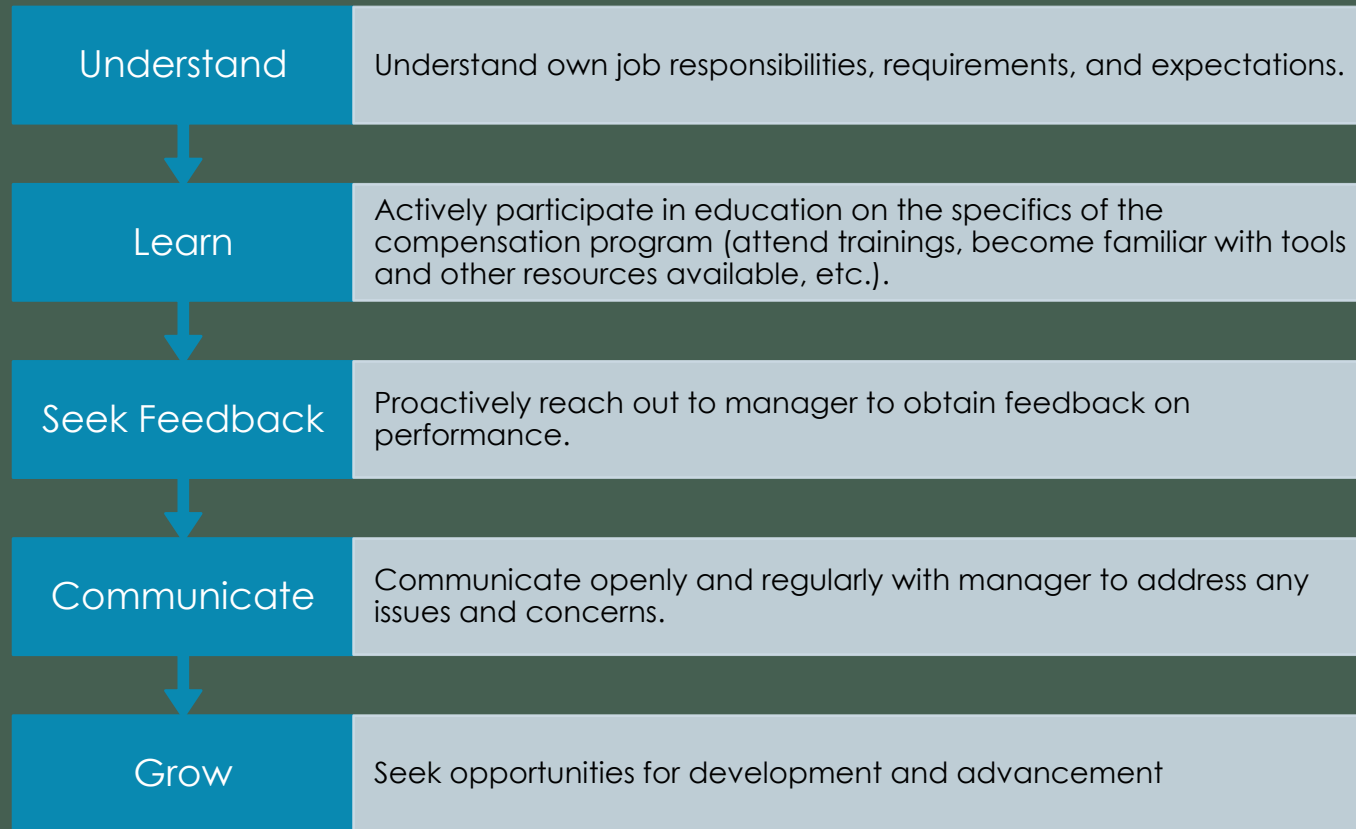 Understand
Understand own job responsibilities, requirements, and expectations.
Learn
Actively participate in education on the specifics of the
compensation program (attend trainings, become familiar with tools
and other resources available, etc.).
Seek Feedback
Proactively reach out to manager to obtain feedback on
performance.
Communicate
Communicate openly and regularly with manager to address any
issues and concerns.
Grow
Seek opportunities for development and advancement